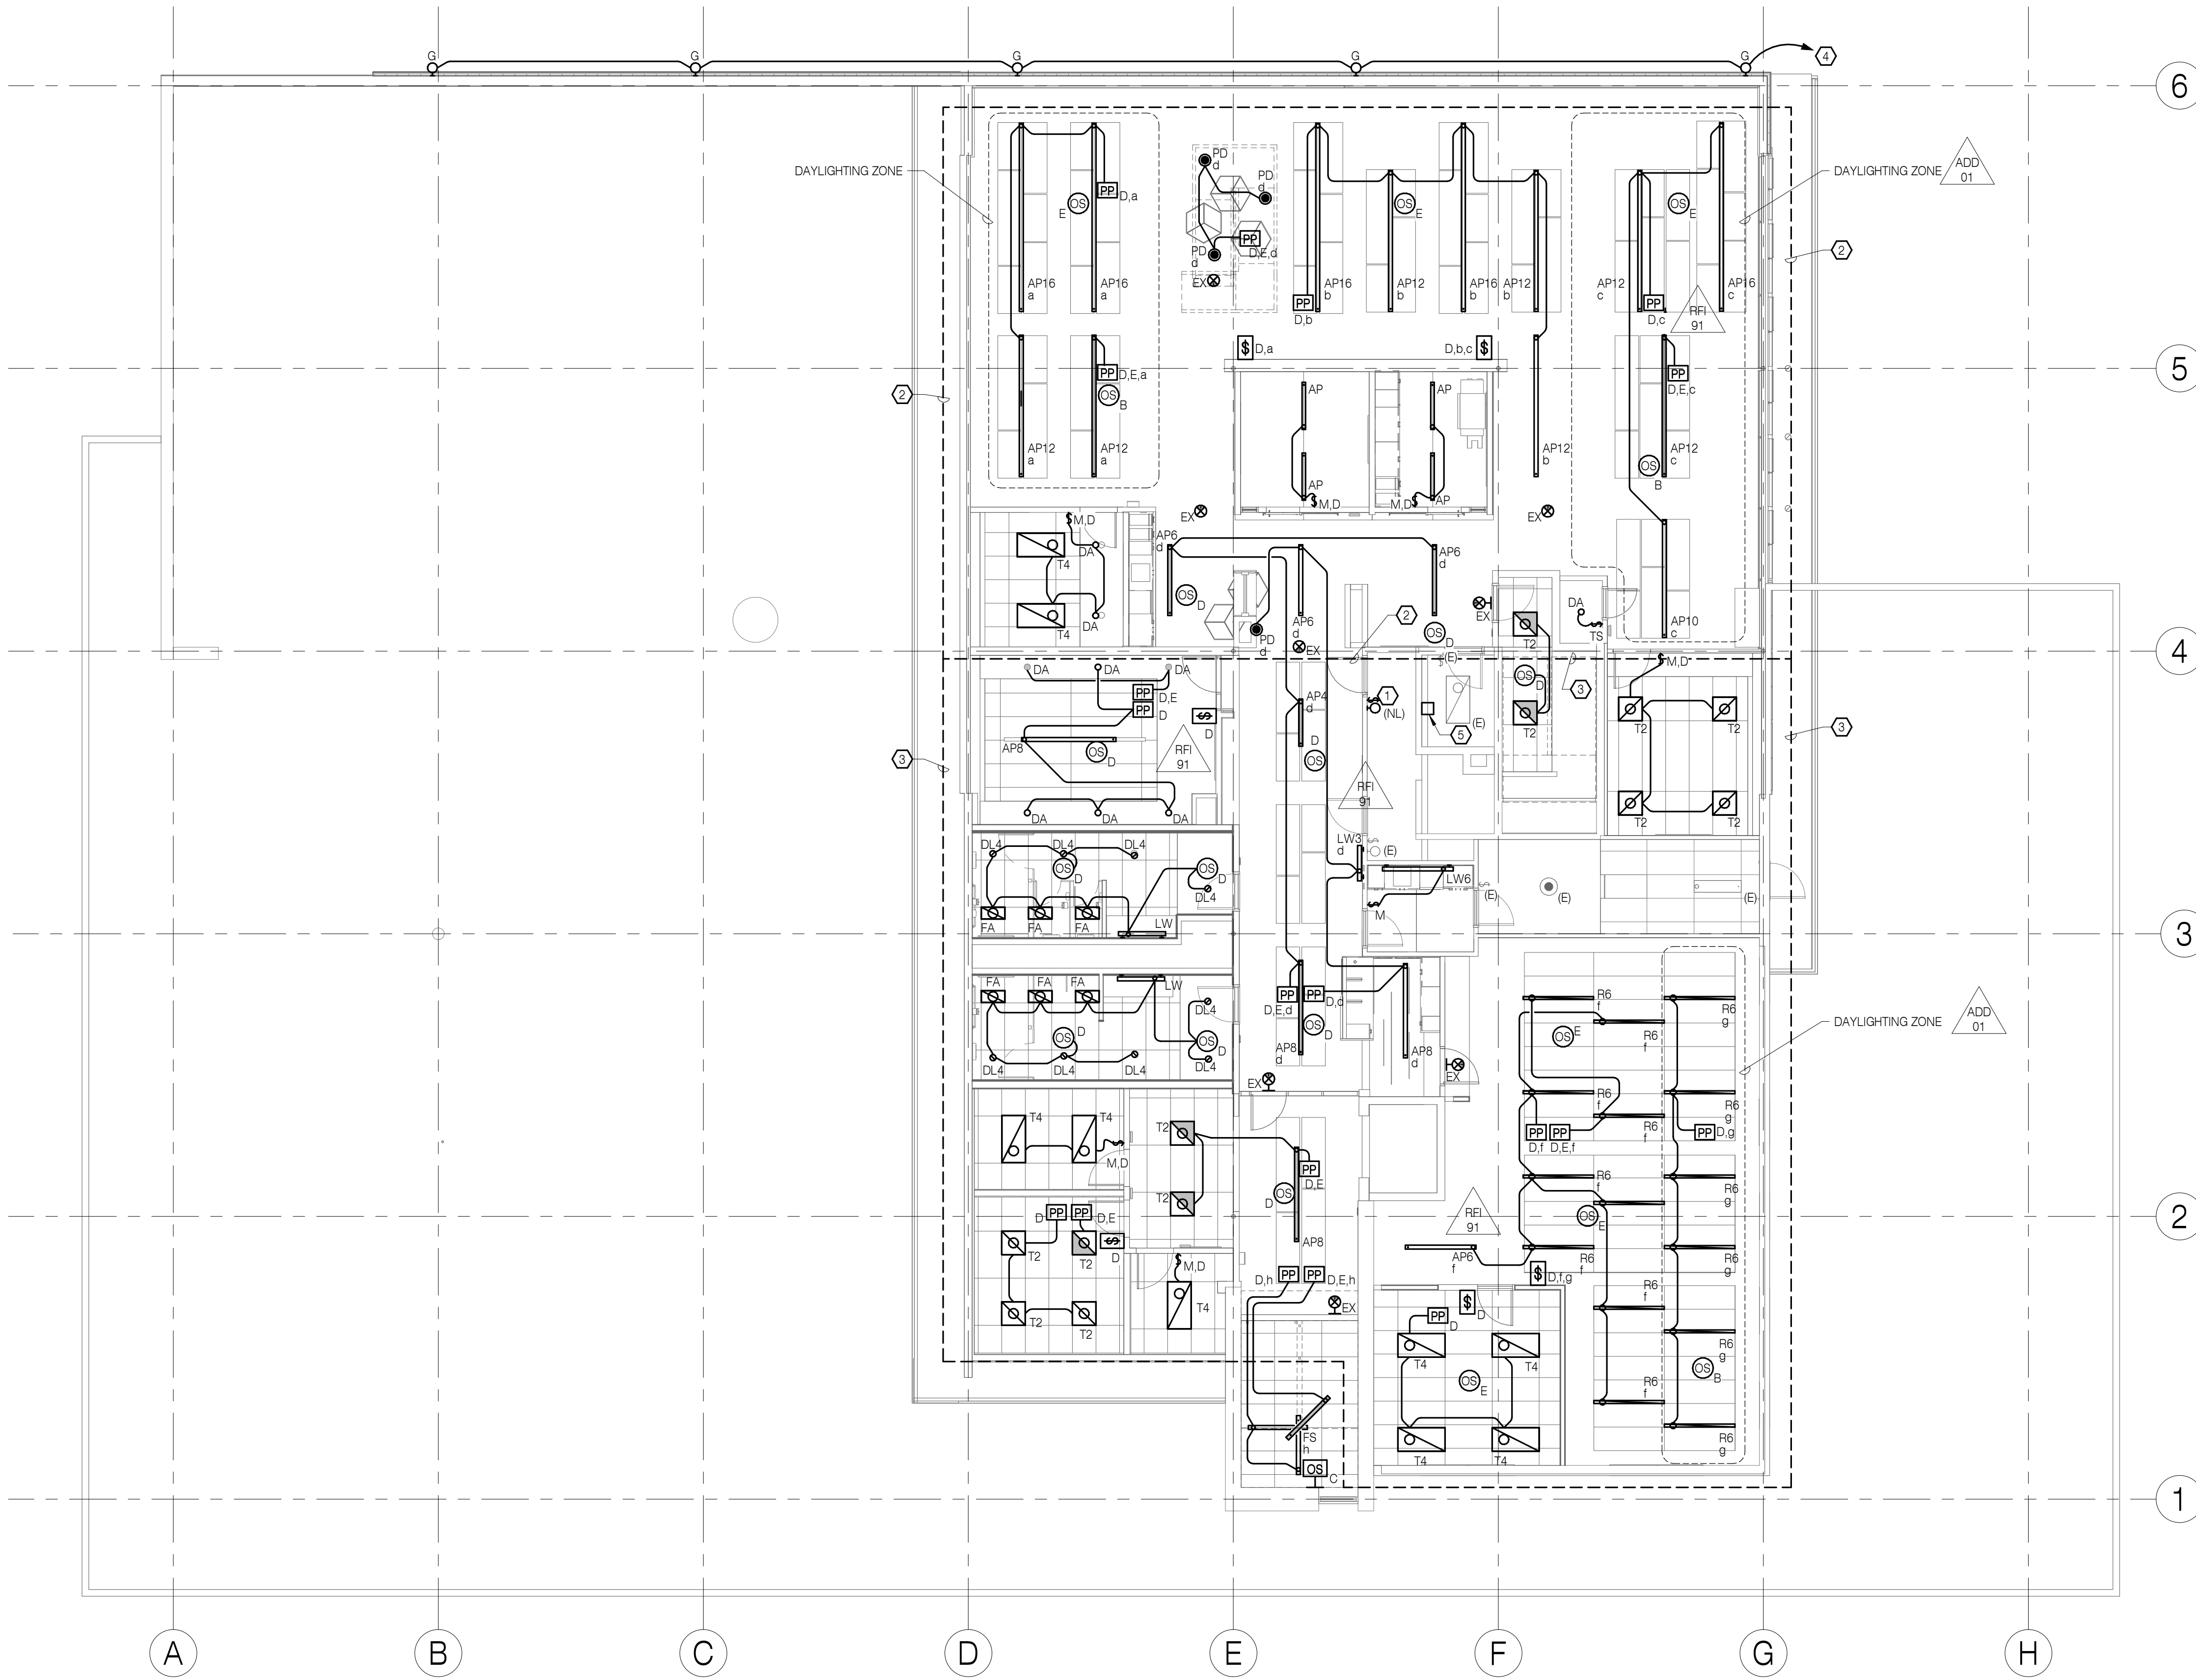 G G G G G
4
6
DAYLIGHTING ZONE
DAYLIGHTING ZONE
ADD
01
PD
d
PD
d
PD
d
PP
D,E,d
EX
PP
D,a
OS
E
OS
E
OS
E
2
AP16
a
AP16
a
AP16
b
AP12
b
AP16
b
AP12
b
AP12
c
AP16
c
PP
D,b
PP
D,c
RFI
91
$ D,a
D,b,c $
5
2
PP
D,E,a
OS
B
AP
AP
PP
D,E,c
AP12
a
AP12
a
AP
M,D
M,D
AP
AP12
b
AP12
c
OS
B
EX
EX
M,D
DA
T4
T4
DA
AP6
d
OS
D
AP6
d
AP6
d
PD
d
EX
OS
D
2
EX
T2
DA
TS
AP10
c
4
DA
DA
DA
PP
D,E
PP
D
$
D
AP8
OS
D
RFI
91
3
AP4
d
D
OS
1
(NL)
(E)
(E)
5
OS
D
T2
3
M,D
T2
T2
T2
T2
3
RFI
91
DA
DA
DA
DL4
DL4
DL4
OS
D
OS
D
DL4
FA
FA
FA
LW
LW3
d
(E)
LW6
M
(E)
(E)
(E)
3
FA
FA
FA
LW
DL4
OS
D
OS
D
DL4
DL4
DL4
DL4
PP
D,E,d
PP
D,d
OS
D
AP8
d
AP8
d
EX
EX
R6
f
R6
g
OS
E
R6
f
DAYLIGHTING ZONE
ADD
01
R6
f
R6
g
R6
f
PP
D,f
PP
D,E,f
PP
D,g
T4
T4
M,D
T2
T2
PP
D,E
OS
D
AP8
R6
f
R6
g
OS
E
RFI
91
AP6
f
R6
f
R6
g
2
D
PP
PP
D,E
T2
T2
$
D
T2
T2
M,D
T4
D,h
PP
PP
D,E,h
EX
$
D,f,g
R6
f
PP
D
$
D
T4
T4
OS
E
T4
T4
R6
g
OS
B
R6
f
R6
g
FS
h
OS
C
1
A B C D E F G H